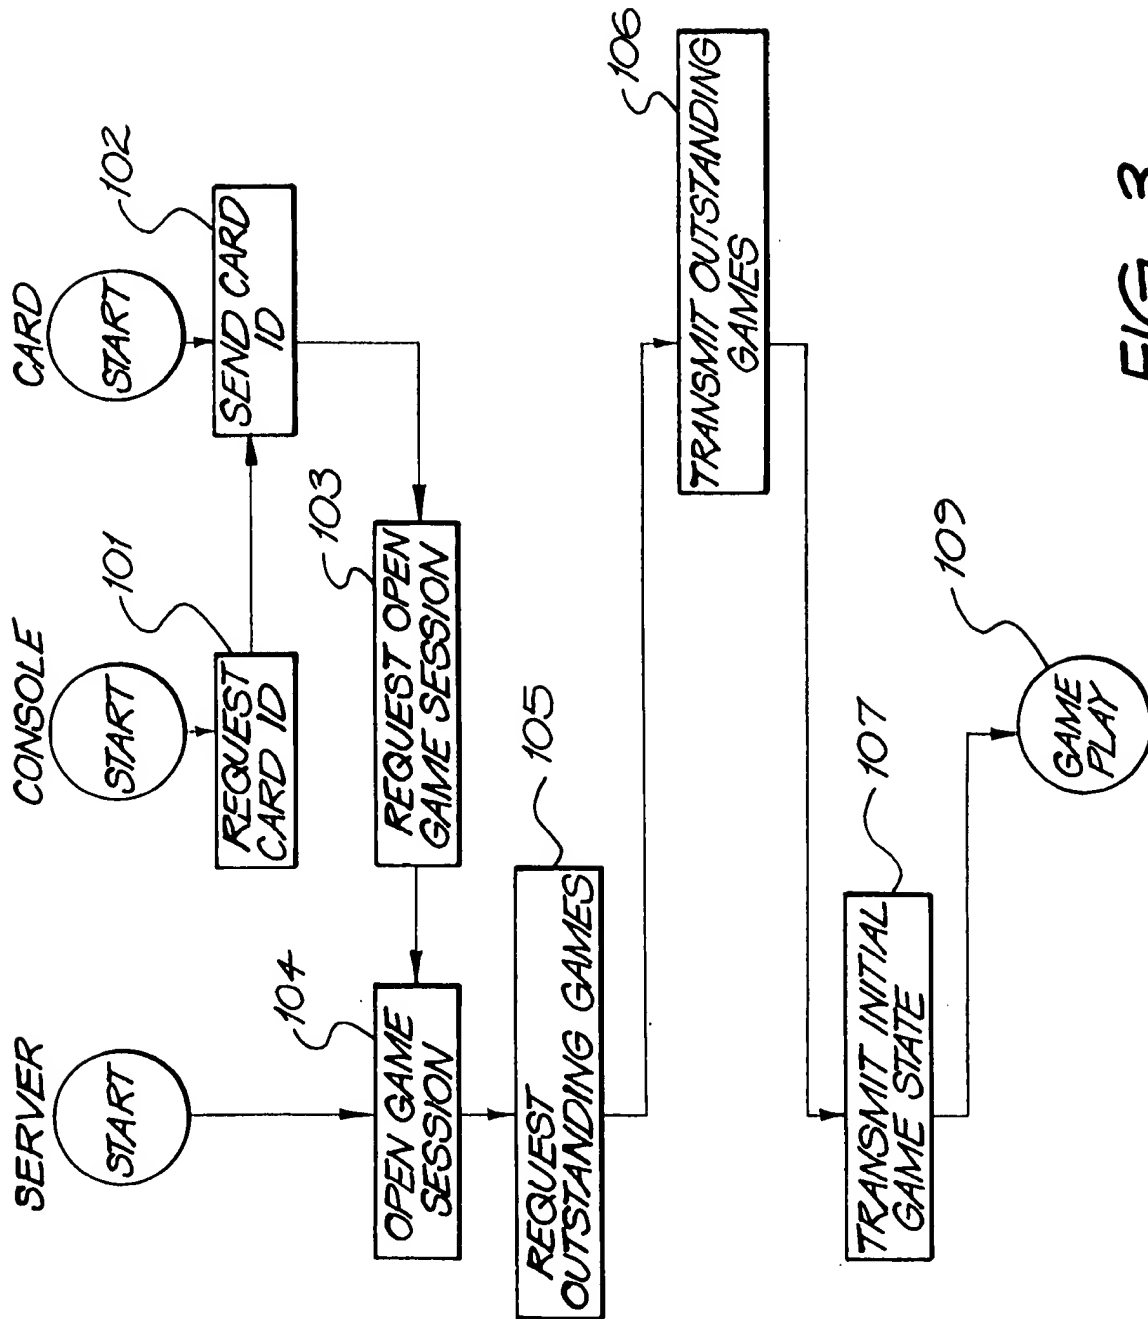 SERVER
CONSOLE
CARD
START
START
START
101
REQUEST
CARD ID
102
SEND CARD
ID
103
REQUEST OPEN
GAME SESSION
104
OPEN GAME
SESSION
105
REQUEST
OUTSTANDING GAMES
106
TRANSMIT OUTSTANDING
GAMES
107
TRANSMIT INITIAL
GAME STATE
109
GAME
PLAY
FIG. 3